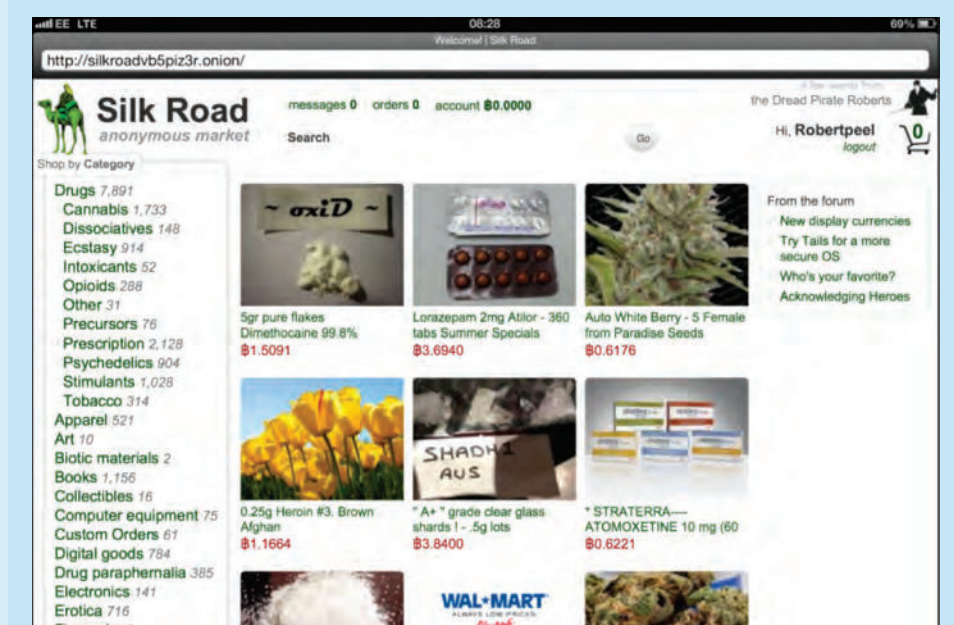 EE LTE 08:28 69%
Welcome! | Silk Road
http://silkroadvb5piz3r.onion/
Silk Road
anonymous market
messages 0 orders 0 account ฿0.0000
Search Go
a few words from
the Dread Pirate Roberts
Hi, Robertpeel
logout
0
Shop by Category
Drugs 7,891
Cannabis 1,733
Dissociatives 148
Ecstasy 914
Intoxicants 52
Opioids 288
Other 31
Precursors 76
Prescription 2,128
Psychedelics 904
Stimulants 1,028
Tobacco 314
Apparel 521
Art 10
Biotic materials 2
Books 1,156
Collectibles 16
Computer equipment 75
Custom Orders 61
Digital goods 784
Drug paraphernalia 385
Electronics 141
Erotica 716
~ oxiD ~
5gr pure flakes
Dimethocaine 99.8%
฿1.5091
Lorazepam 2mg Atilor - 360
tabs Summer Specials
฿3.6940
Auto White Berry - 5 Female
from Paradise Seeds
฿0.6176
0.25g Heroin #3. Brown
Afghan
฿1.1664
SHADHI
AUS
" A+ " grade clear glass
shards ! - .5g lots
฿3.8400
* STRATERRA----
ATOMOXETINE 10 mg (60
฿0.6221
WAL★MART
ALWAYS LOW PRICES.
From the forum
New display currencies
Try Tails for a more
secure OS
Who's your favorite?
Acknowledging Heroes